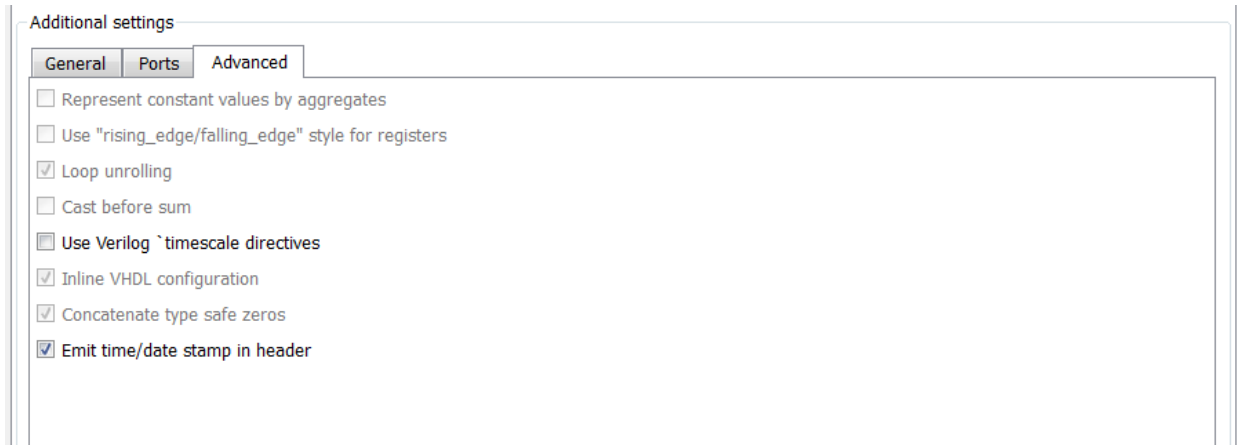 Additional settings
General Ports Advanced
Represent constant values by aggregates
Use "rising_edge/falling_edge" style for registers
Loop unrolling
Cast before sum
Use Verilog `timescale directives
Inline VHDL configuration
Concatenate type safe zeros
Emit time/date stamp in header